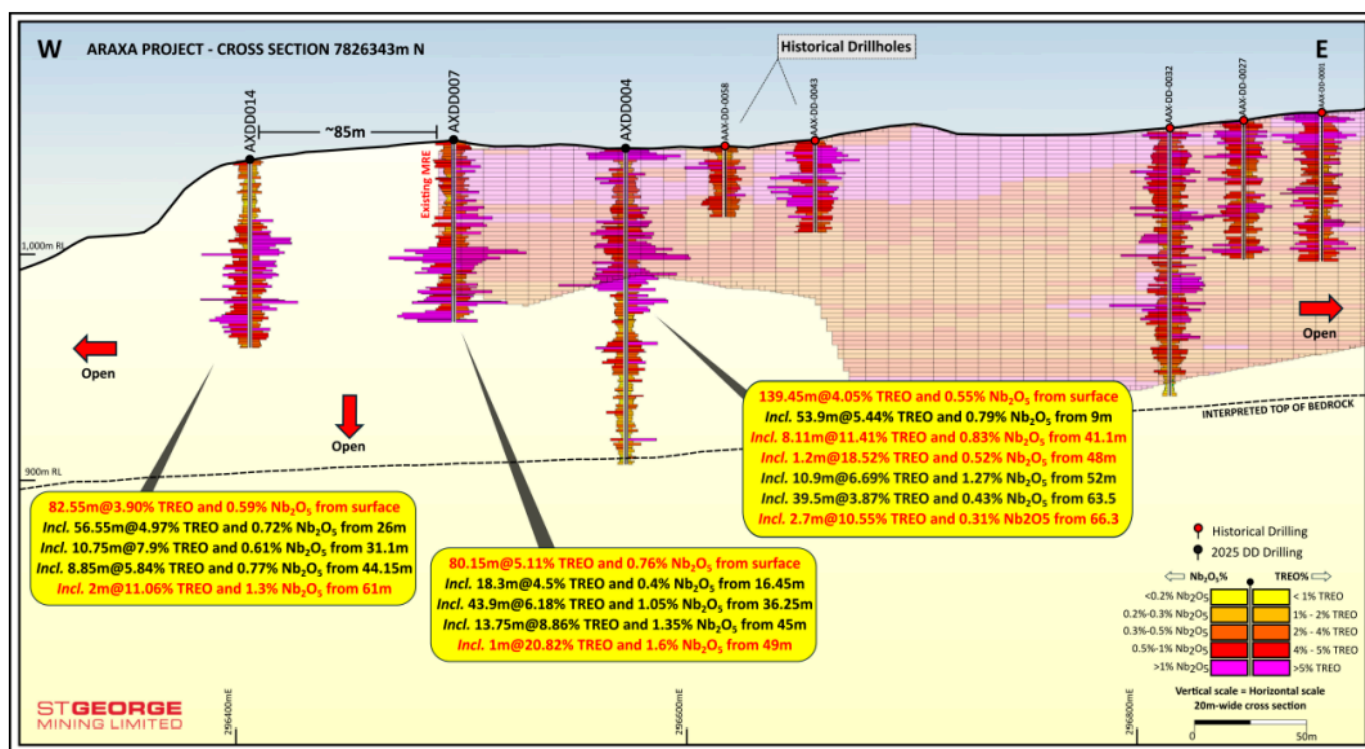 W ARAXA PROJECT - CROSS SECTION 7826343m N
Historical Drillholes
E
AXDD014
~85m
AXDD007
AXDD004
AAX-DD-0058
AAX-DD-0043
AAX-DD-0032
AAX-DD-0027
AAX-DD-0001
Existing MRE
1,000m RL
Open
Open
Open
900m RL
INTERPRETED TOP OF BEDROCK
82.55m@3.90% TREO and 0.59% Nb₂O₅ from surface
Incl. 56.55m@4.97% TREO and 0.72% Nb₂O₅ from 26m
Incl. 10.75m@7.9% TREO and 0.61% Nb₂O₅ from 31.1m
Incl. 8.85m@5.84% TREO and 0.77% Nb₂O₅ from 44.15m
Incl. 2m@11.06% TREO and 1.3% Nb₂O₅ from 61m
80.15m@5.11% TREO and 0.76% Nb₂O₅ from surface
Incl. 18.3m@4.5% TREO and 0.4% Nb₂O₅ from 16.45m
Incl. 43.9m@6.18% TREO and 1.05% Nb₂O₅ from 36.25m
Incl. 13.75m@8.86% TREO and 1.35% Nb₂O₅ from 45m
Incl. 1m@20.82% TREO and 1.6% Nb₂O₅ from 49m
139.45m@4.05% TREO and 0.55% Nb₂O₅ from surface
Incl. 53.9m@5.44% TREO and 0.79% Nb₂O₅ from 9m
Incl. 8.11m@11.41% TREO and 0.83% Nb₂O₅ from 41.1m
Incl. 1.2m@18.52% TREO and 0.52% Nb₂O₅ from 48m
Incl. 10.9m@6.69% TREO and 1.27% Nb₂O₅ from 52m
Incl. 39.5m@3.87% TREO and 0.43% Nb₂O₅ from 63.5
Incl. 2.7m@10.55% TREO and 0.31% Nb2O5 from 66.3
Historical Drilling
2025 DD Drilling
Nb₂O₅% TREO%
<0.2% Nb₂O₅ < 1% TREO
0.2%-0.3% Nb₂O₅ 1% - 2% TREO
0.3%-0.5% Nb₂O₅ 2% - 4% TREO
0.5%-1% Nb₂O₅ 4% - 5% TREO
>1% Nb₂O₅ >5% TREO
Vertical scale = Horizontal scale
20m-wide cross section
0 50m
STGEORGE
MINING LIMITED
296400mE
296600mE
296800mE